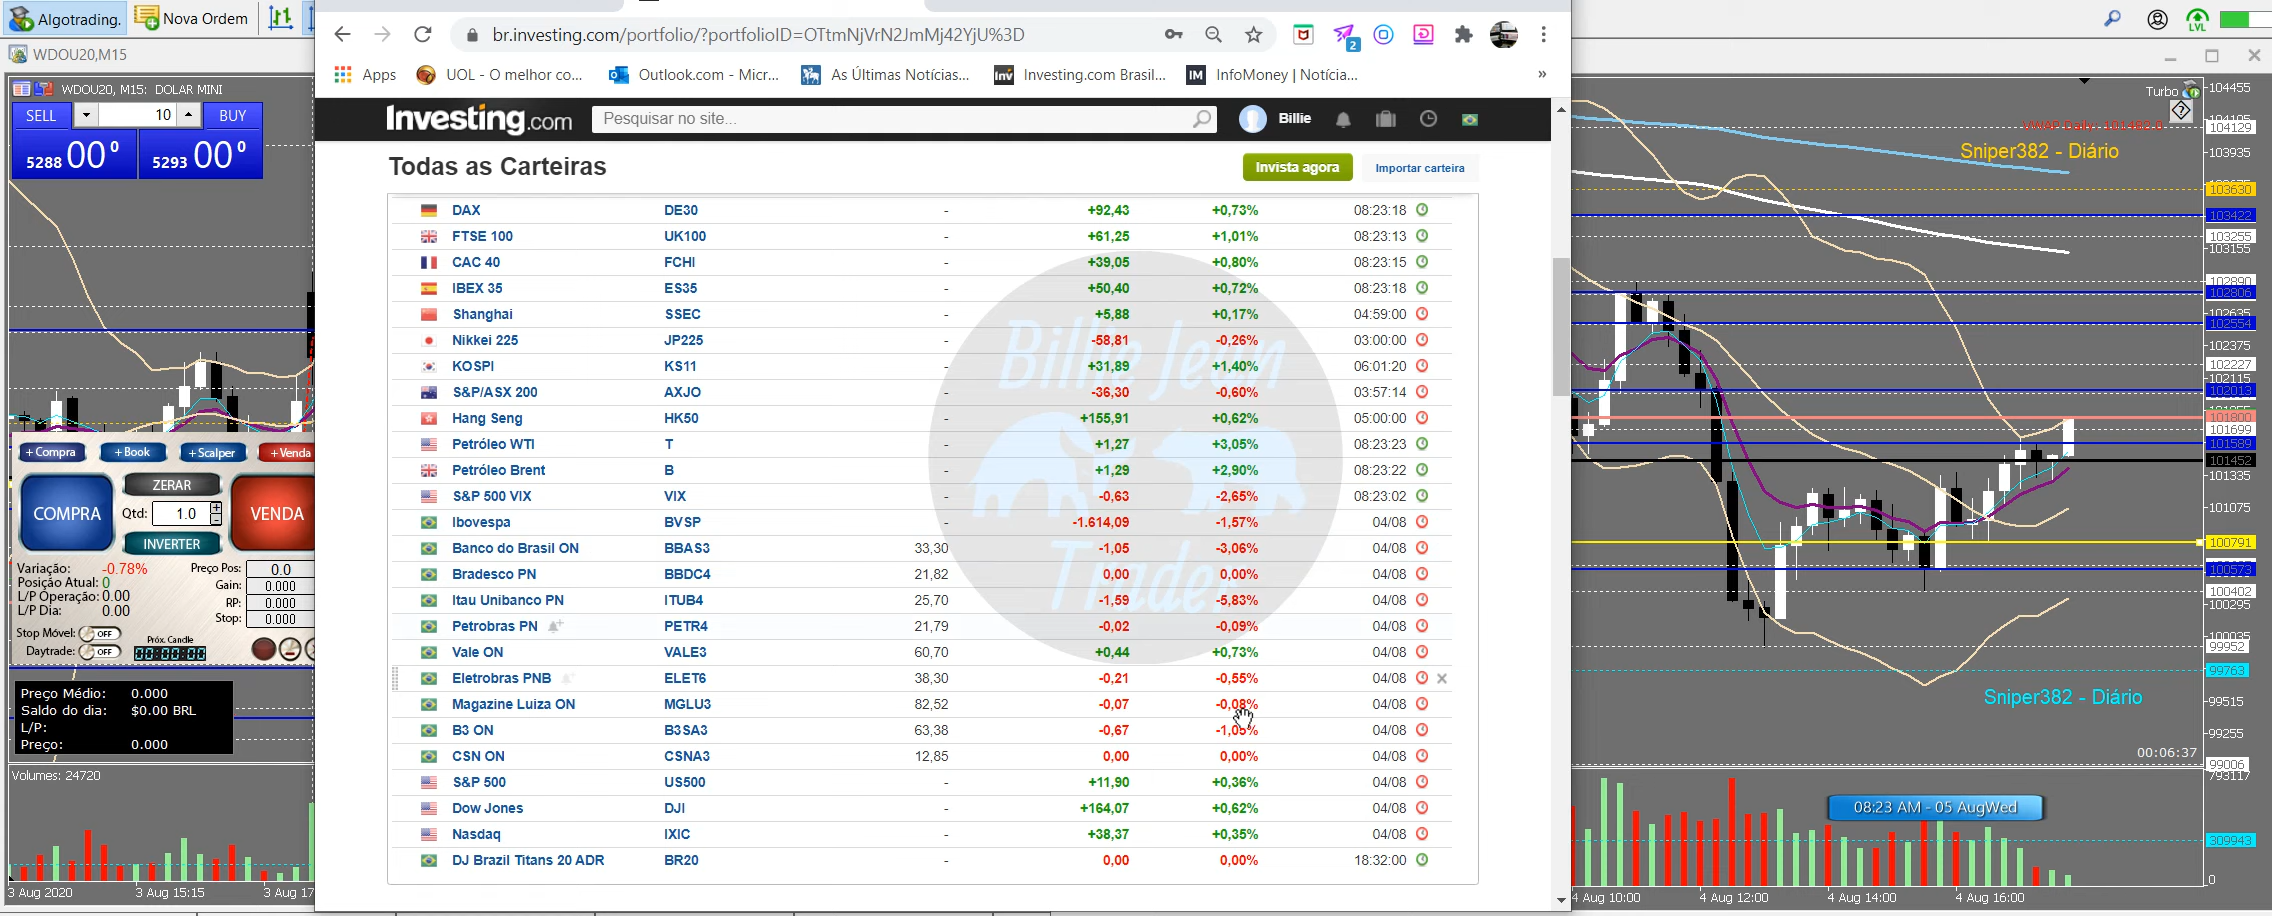 Algotrading.
Nova Ordem
WDOU20,M15
WDOU20, M15: DOLAR MINI
SELL
10
BUY
5288 00 0
5293 00 0
+ Compra
+ Book
+ Scalper
+ Venda
COMPRA
ZERAR
Qtd:
1.0
INVERTER
VENDA
Variação: -0.78%
Posição Atual: 0
L/P Operação: 0.00
L/P Dia: 0.00
Preço Pos: 0.0
Gain: 0.000
RP: 0.000
Stop: 0.000
Stop Móvel: OFF
Daytrade: OFF
Próx. Candle
Preço Médio: 0.000
Saldo do dia: $0.00 BRL
L/P:
Preço: 0.000
Volumes: 24720
3 Aug 2020
3 Aug 15:15
3 Aug 17
br.investing.com/portfolio/?portfolioID=OTtmNjVrN2JmMj42YjU%3D
2
Apps
UOL - O melhor co...
Outlook.com - Micr...
As Últimas Notícias...
Inv Investing.com Brasil...
IM InfoMoney | Notícia...
»
Investing.com
Pesquisar no site...
Billie
Todas as Carteiras
Invista agora
Importar carteira
DAX DE30 - +92,43 +0,73% 08:23:18
FTSE 100 UK100 - +61,25 +1,01% 08:23:13
CAC 40 FCHI - +39,05 +0,80% 08:23:15
IBEX 35 ES35 - +50,40 +0,72% 08:23:18
Shanghai SSEC - +5,88 +0,17% 04:59:00
Nikkei 225 JP225 - -58,81 -0,26% 03:00:00
KOSPI KS11 - +31,89 +1,40% 06:01:20
S&P/ASX 200 AXJO - -36,30 -0,60% 03:57:14
Hang Seng HK50 - +155,91 +0,62% 05:00:00
Petróleo WTI T - +1,27 +3,05% 08:23:23
Petróleo Brent B - +1,29 +2,90% 08:23:22
S&P 500 VIX VIX - -0,63 -2,65% 08:23:02
Ibovespa BVSP - -1.614,09 -1,57% 04/08
Banco do Brasil ON BBAS3 33,30 -1,05 -3,06% 04/08
Bradesco PN BBDC4 21,82 0,00 0,00% 04/08
Itau Unibanco PN ITUB4 25,70 -1,59 -5,83% 04/08
Petrobras PN PETR4 21,79 -0,02 -0,09% 04/08
Vale ON VALE3 60,70 +0,44 +0,73% 04/08
Eletrobras PNB ELET6 38,30 -0,21 -0,55% 04/08
Magazine Luiza ON MGLU3 82,52 -0,07 -0,08% 04/08
B3 ON B3SA3 63,38 -0,67 04/08
CSN ON CSNA3 12,85 0,00 0,00% 04/08
S&P 500 US500 - +11,90 +0,36% 04/08
Dow Jones DJI - +164,07 +0,62% 04/08
Nasdaq IXIC - +38,37 +0,35% 04/08
DJ Brazil Titans 20 ADR BR20 - 0,00 0,00% 18:32:00
Billie Jean
Trader
LVL
Turbo
VWAP Daily: 101482.0
Sniper382 - Diário
104455
104129
103935
103630
103422
103255
103155
102890
102806
102635
102554
102375
102227
102115
102013
101800
101699
101589
101452
101335
101075
100791
100573
100402
100295
100035
99952
99763
Sniper382 - Diário
99515
99255
00:06:37
99006
793117
08:23 AM - 05 AugWed
309943
0
4 Aug 10:00
4 Aug 12:00
4 Aug 14:00
4 Aug 16:00